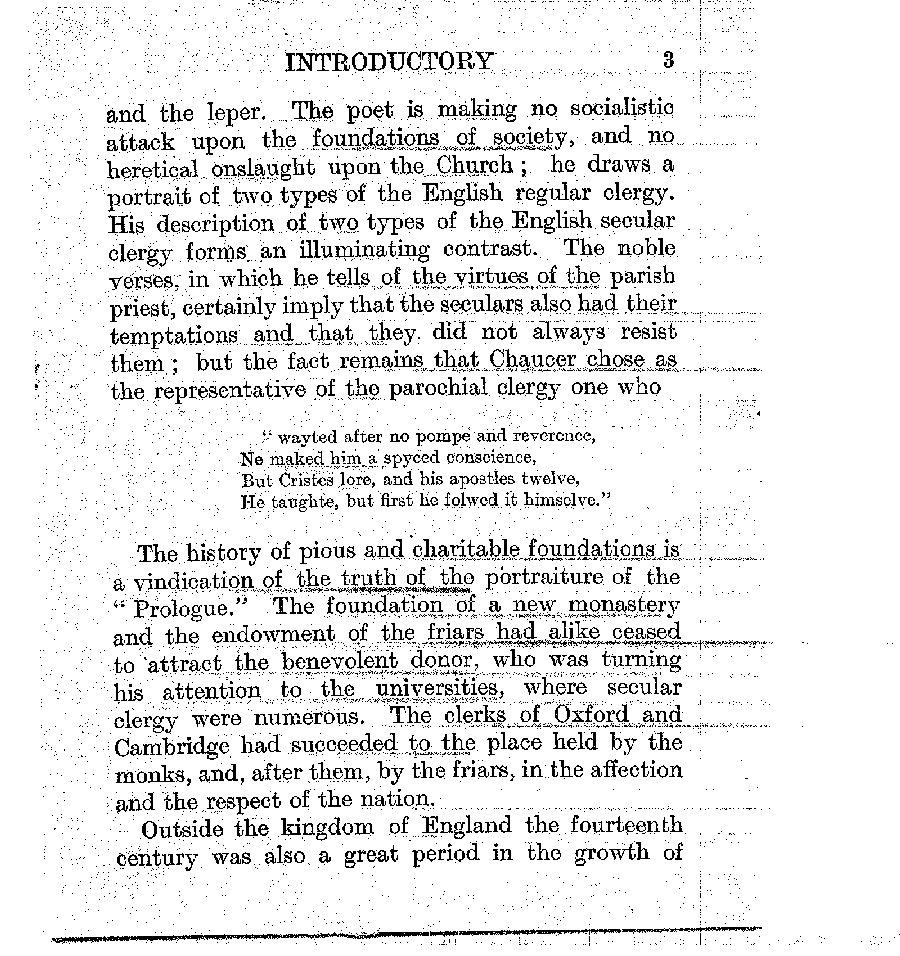 INTRODUCTORY 3
and the leper. The poet is making no socialistic
attack upon the foundations of society, and no
heretical onslaught upon the Church ; he draws a
portrait of two types of the English regular clergy.
His description of two types of the English secular
clergy forms an illuminating contrast. The noble
verses, in which he tells of the virtues of the parish
priest, certainly imply that the seculars also had their
temptations and that they did not always resist
them ; but the fact remains that Chaucer chose as
the representative of the parochial clergy one who
" wayted after no pompe and reverence,
Ne maked him a spyced conscience,
But Cristes lore, and his apostles twelve,
He taughte, but first he folwed it himselve."
The history of pious and charitable foundations is
a vindication of the truth of the portraiture of the
" Prologue." The foundation of a new monastery
and the endowment of the friars had alike ceased
to attract the benevolent donor, who was turning
his attention to the universities, where secular
clergy were numerous. The clerks of Oxford and
Cambridge had succeeded to the place held by the
monks, and, after them, by the friars, in the affection
and the respect of the nation.
Outside the kingdom of England the fourteenth
century was also a great period in the growth of